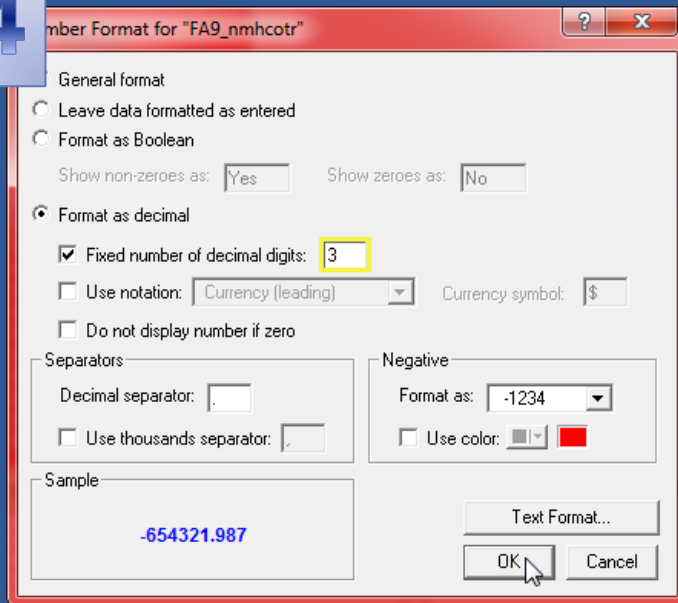 4
mber Format for "FA9_nmhcotr"
?
General format
Leave data formatted as entered
Format as Boolean
Show non-zeroes as: Yes Show zeroes as: No
Format as decimal
Fixed number of decimal digits: 3
Use notation: Currency (leading) Currency symbol: $
Do not display number if zero
Separators
Decimal separator: .
Use thousands separator: ,
Negative
Format as: -1234
Use color:
Sample
-654321.987
Text Format...
OK Cancel